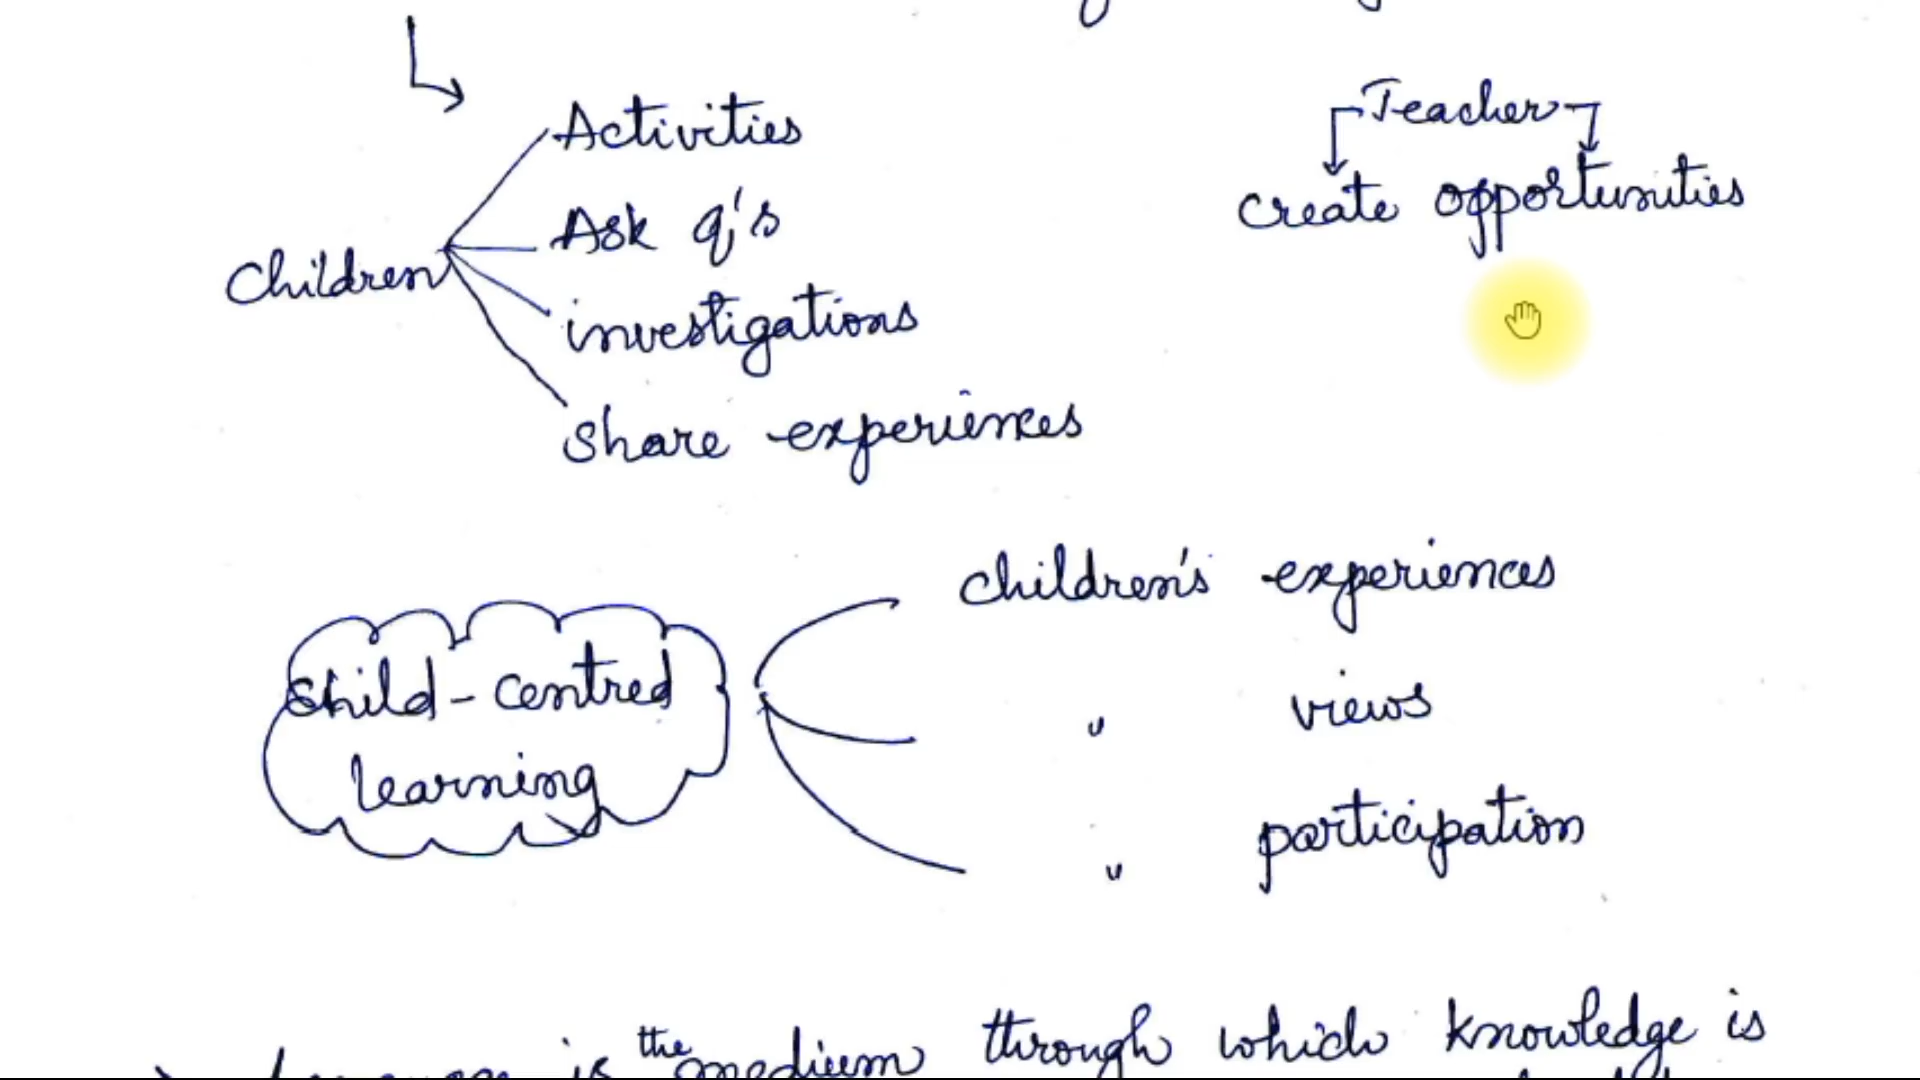 Activities
Ask q's
Children
investigations
Share experiences
Teacher
create opportunities
child-centred
learning
children's experiences
" views
" participation
is the medium through which knowledge is